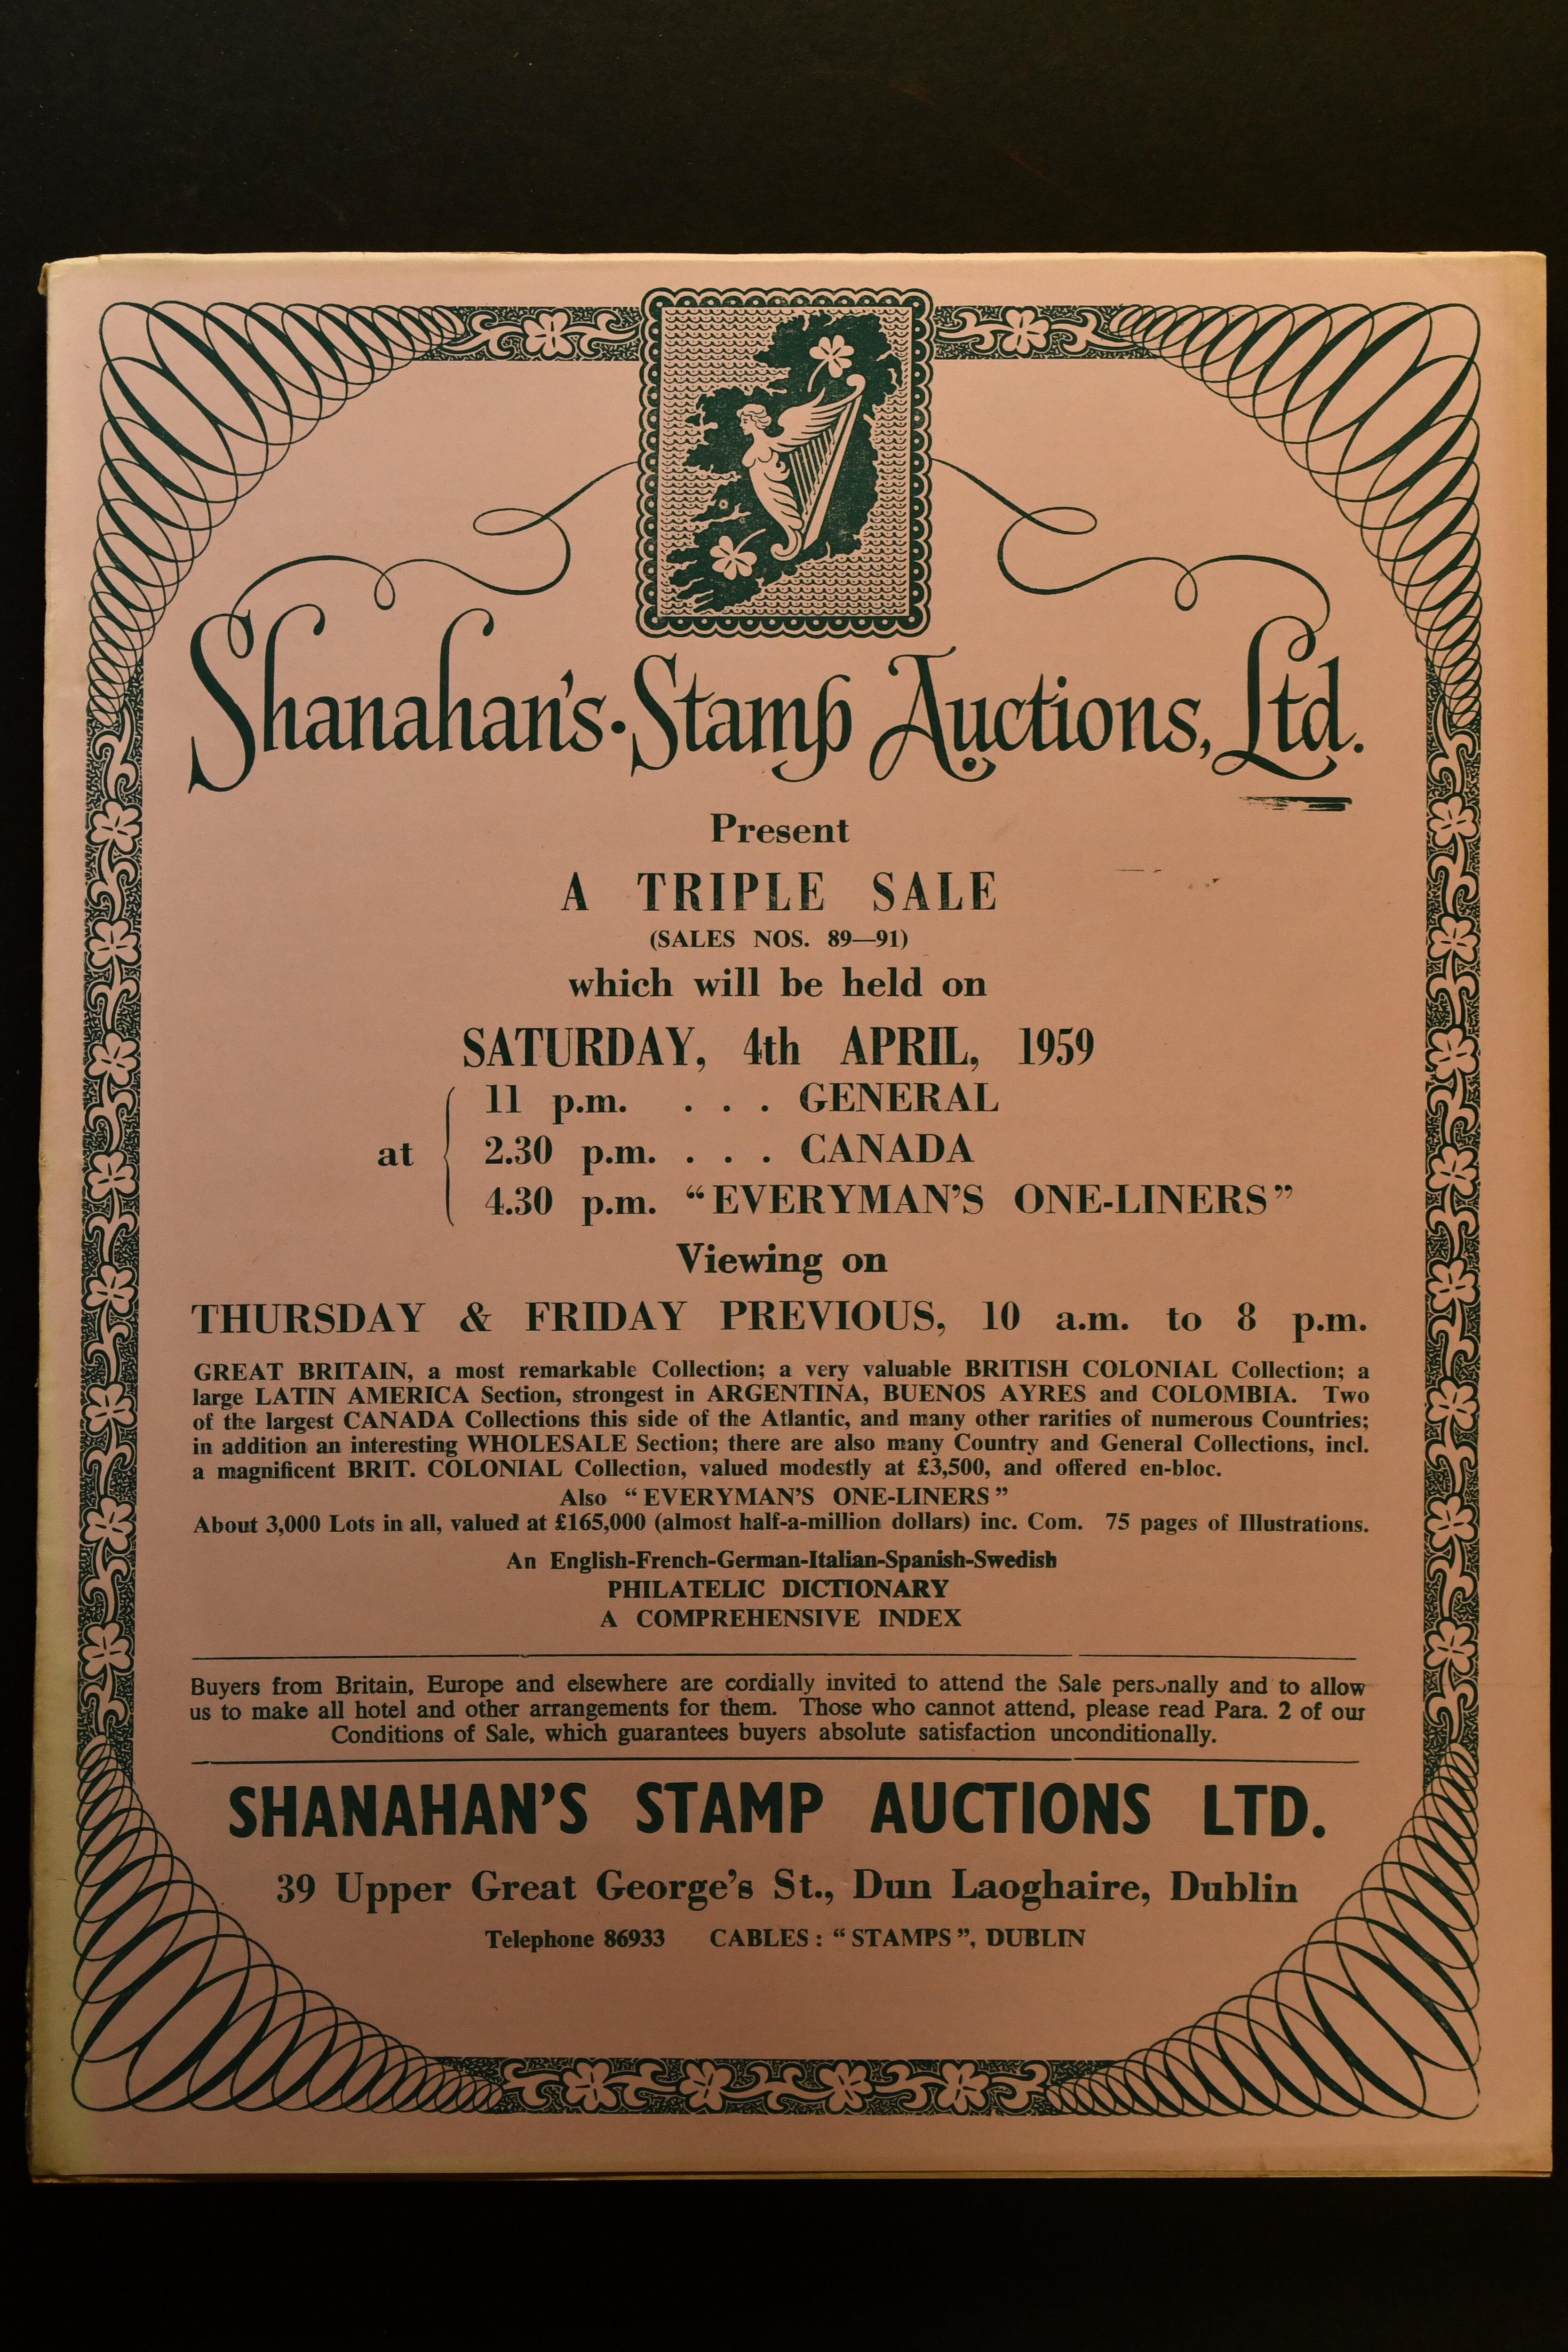 Shanahan's · Stamp Auctions, Ltd.
Present
A TRIPLE SALE
(SALES NOS. 89—91)
which will be held on
SATURDAY, 4th APRIL, 1959
11 p.m. . . . GENERAL
at 2.30 p.m. . . . CANADA
4.30 p.m. “EVERYMAN’S ONE-LINERS”
Viewing on
THURSDAY & FRIDAY PREVIOUS, 10 a.m. to 8 p.m.
GREAT BRITAIN, a most remarkable Collection; a very valuable BRITISH COLONIAL Collection; a
large LATIN AMERICA Section, strongest in ARGENTINA, BUENOS AYRES and COLOMBIA. Two
of the largest CANADA Collections this side of the Atlantic, and many other rarities of numerous Countries;
in addition an interesting WHOLESALE Section; there are also many Country and General Collections, incl.
a magnificent BRIT. COLONIAL Collection, valued modestly at £3,500, and offered en-bloc.
Also “EVERYMAN’S ONE-LINERS”
About 3,000 Lots in all, valued at £165,000 (almost half-a-million dollars) inc. Com. 75 pages of Illustrations.
An English-French-German-Italian-Spanish-Swedish
PHILATELIC DICTIONARY
A COMPREHENSIVE INDEX
Buyers from Britain, Europe and elsewhere are cordially invited to attend the Sale personally and to allow
us to make all hotel and other arrangements for them. Those who cannot attend, please read Para. 2 of our
Conditions of Sale, which guarantees buyers absolute satisfaction unconditionally.
SHANAHAN’S STAMP AUCTIONS LTD.
39 Upper Great George’s St., Dun Laoghaire, Dublin
Telephone 86933 CABLES : “STAMPS”, DUBLIN